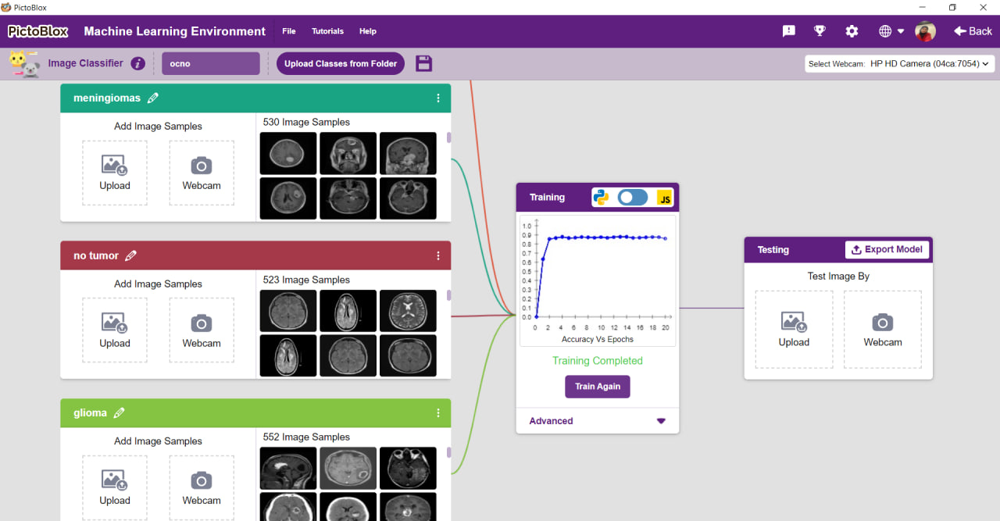 PictoBlox
PictoBlox Machine Learning Environment File Tutorials Help Back
Image Classifier i ocno Upload Classes from Folder Select Webcam: HP HD Camera (04ca:7054)
meningiomas
Add Image Samples
530 Image Samples
Upload
Webcam
no tumor
Add Image Samples
523 Image Samples
Upload
Webcam
glioma
Add Image Samples
552 Image Samples
Upload
Webcam
Training JS
1.0
0.9
0.8
0.7
0.6
0.5
0.4
0.3
0.2
0.1
0.0
0 2 4 6 8 10 12 14 16 18 20
Accuracy Vs Epochs
Training Completed
Train Again
Advanced
Testing Export Model
Test Image By
Upload
Webcam